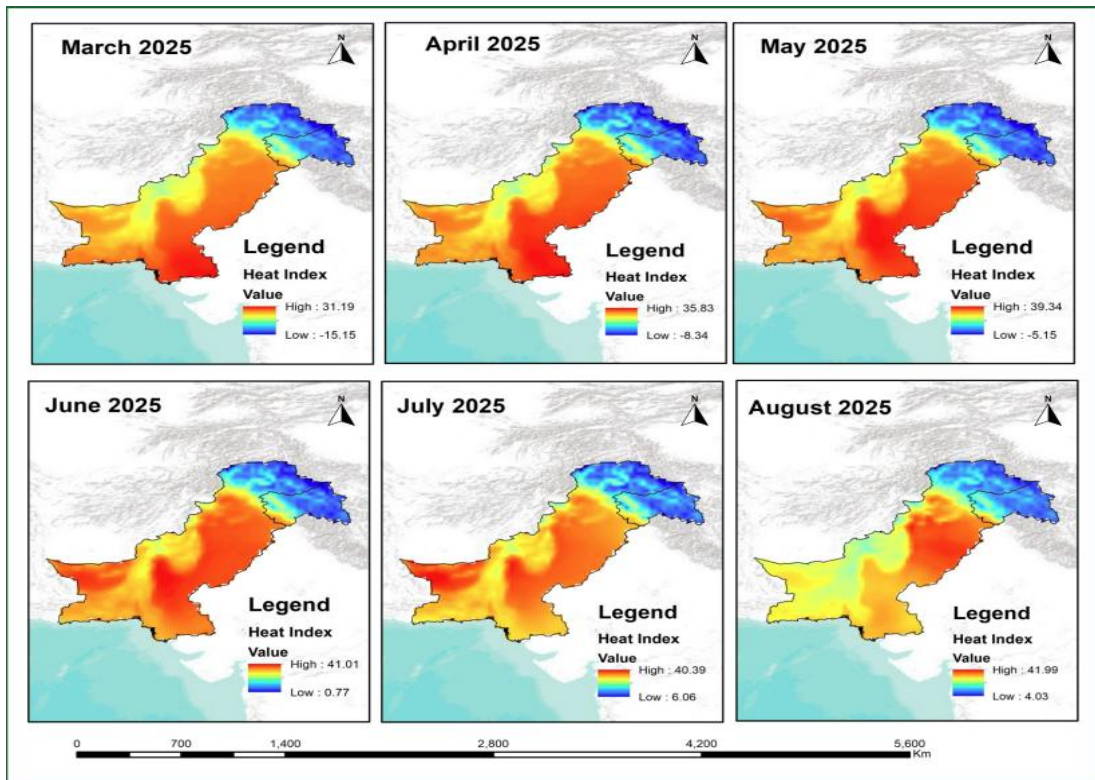 March 2025
N
Legend
Heat Index
Value
High : 31.19
Low : -15.15
April 2025
N
Legend
Heat Index
Value
High : 35.83
Low : -8.34
May 2025
N
Legend
Heat Index
Value
High : 39.34
Low : -5.15
June 2025
N
Legend
Heat Index
Value
High : 41.01
Low : 0.77
July 2025
N
Legend
Heat Index
Value
High : 40.39
Low : 6.06
August 2025
N
Legend
Heat Index
Value
High : 41.99
Low : 4.03
0 700 1,400 2,800 4,200 5,600
Km